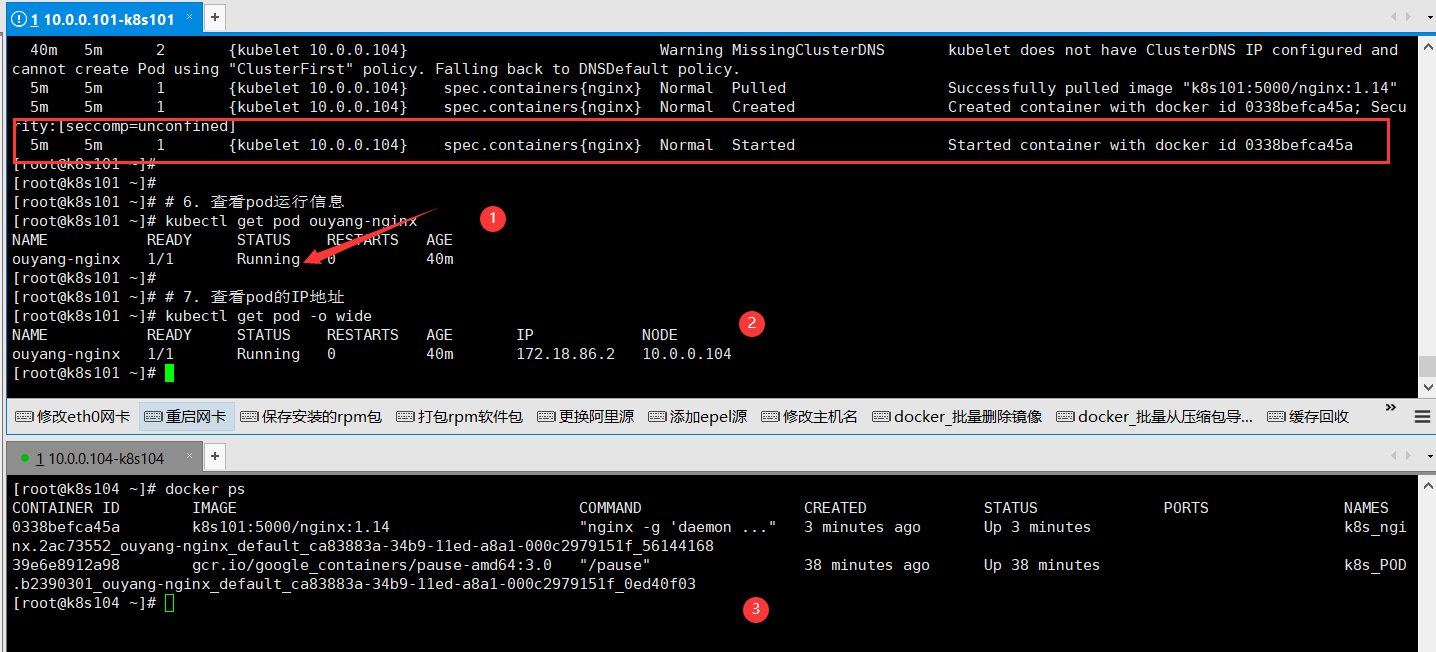 1 10.0.0.101-k8s101 × +
40m 5m 2 {kubelet 10.0.0.104} Warning MissingClusterDNS kubelet does not have ClusterDNS IP configured and
cannot create Pod using "ClusterFirst" policy. Falling back to DNSDefault policy.
5m 5m 1 {kubelet 10.0.0.104} spec.containers{nginx} Normal Pulled Successfully pulled image "k8s101:5000/nginx:1.14"
5m 5m 1 {kubelet 10.0.0.104} spec.containers{nginx} Normal Created Created container with docker id 0338befca45a; Secu
rity:[seccomp=unconfined]
5m 5m 1 {kubelet 10.0.0.104} spec.containers{nginx} Normal Started Started container with docker id 0338befca45a
[root@k8s101 ~]#
[root@k8s101 ~]#
[root@k8s101 ~]# # 6. 查看pod运行信息
[root@k8s101 ~]# kubectl get pod ouyang-nginx
1
NAME READY STATUS RESTARTS AGE
ouyang-nginx 1/1 Running 0 40m
[root@k8s101 ~]#
[root@k8s101 ~]# # 7. 查看pod的IP地址
[root@k8s101 ~]# kubectl get pod -o wide
2
NAME READY STATUS RESTARTS AGE IP NODE
ouyang-nginx 1/1 Running 0 40m 172.18.86.2 10.0.0.104
[root@k8s101 ~]#
修改eth0网卡 重启网卡 保存安装的rpm包 打包rpm软件包 更换阿里源 添加epel源 修改主机名 docker_批量删除镜像 docker_批量从压缩包导... 缓存回收 »
1 10.0.0.104-k8s104 × +
[root@k8s104 ~]# docker ps
CONTAINER ID IMAGE COMMAND CREATED STATUS PORTS NAMES
0338befca45a k8s101:5000/nginx:1.14 "nginx -g 'daemon ..." 3 minutes ago Up 3 minutes k8s_ngi
nx.2ac73552_ouyang-nginx_default_ca83883a-34b9-11ed-a8a1-000c2979151f_56144168
39e6e8912a98 gcr.io/google_containers/pause-amd64:3.0 "/pause" 38 minutes ago Up 38 minutes k8s_POD
.b2390301_ouyang-nginx_default_ca83883a-34b9-11ed-a8a1-000c2979151f_0ed40f03
[root@k8s104 ~]#
3